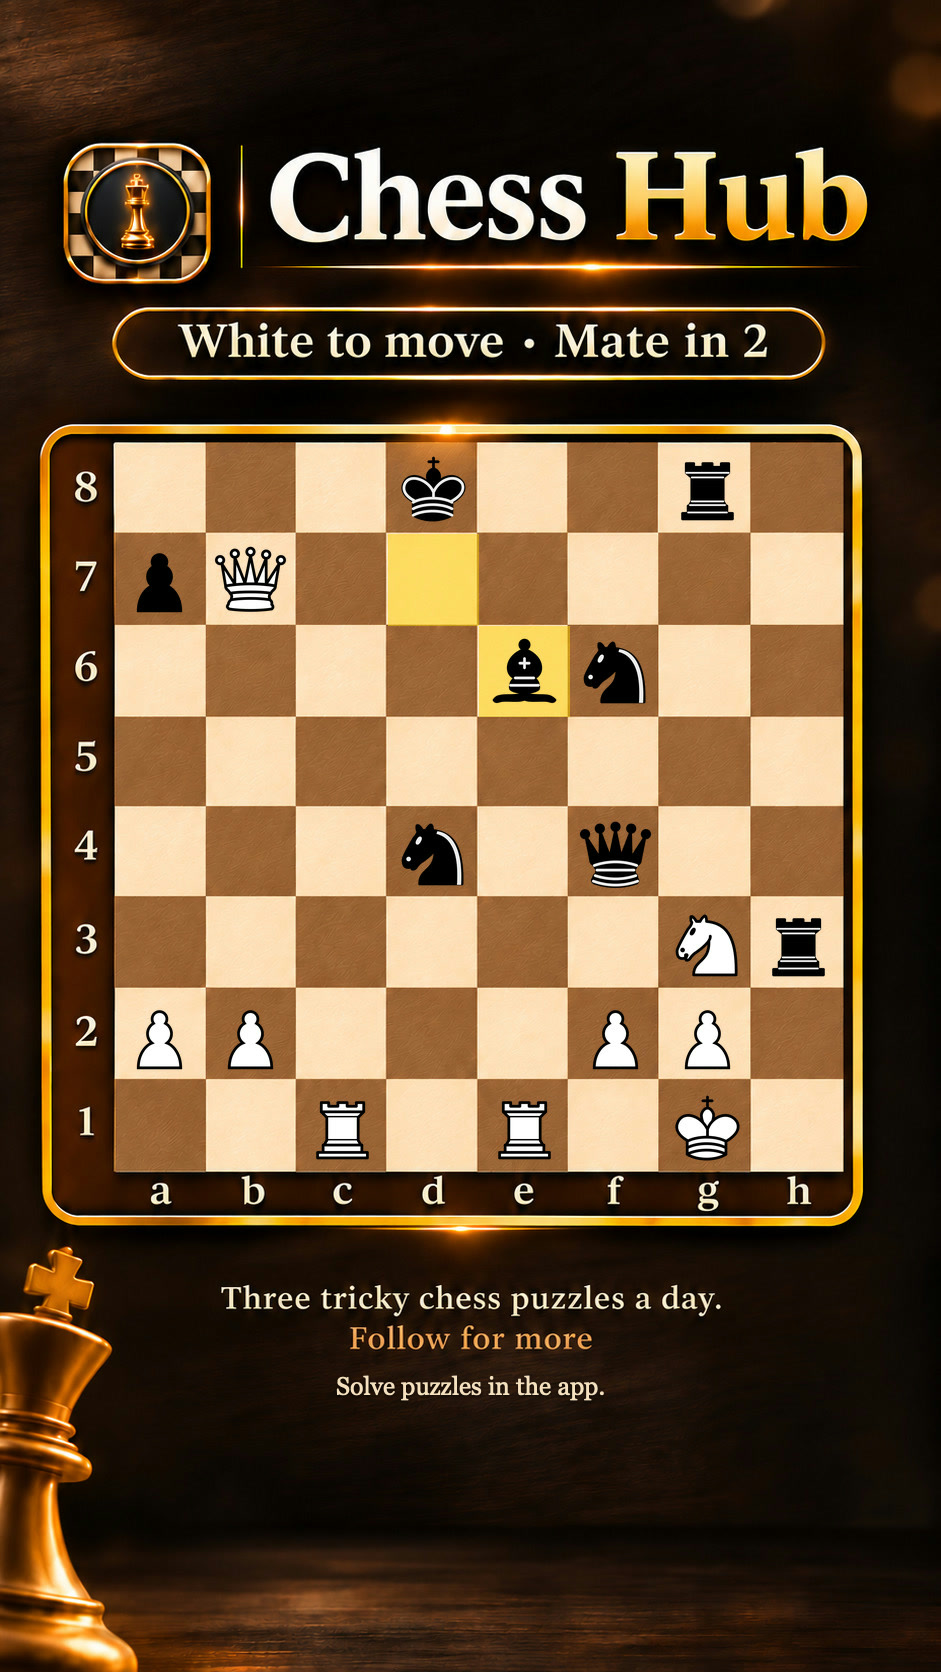 Chess Hub
White to move • Mate in 2
8
7
6
5
4
3
2
1
a b c d e f g h
Three tricky chess puzzles a day.
Follow for more
Solve puzzles in the app.